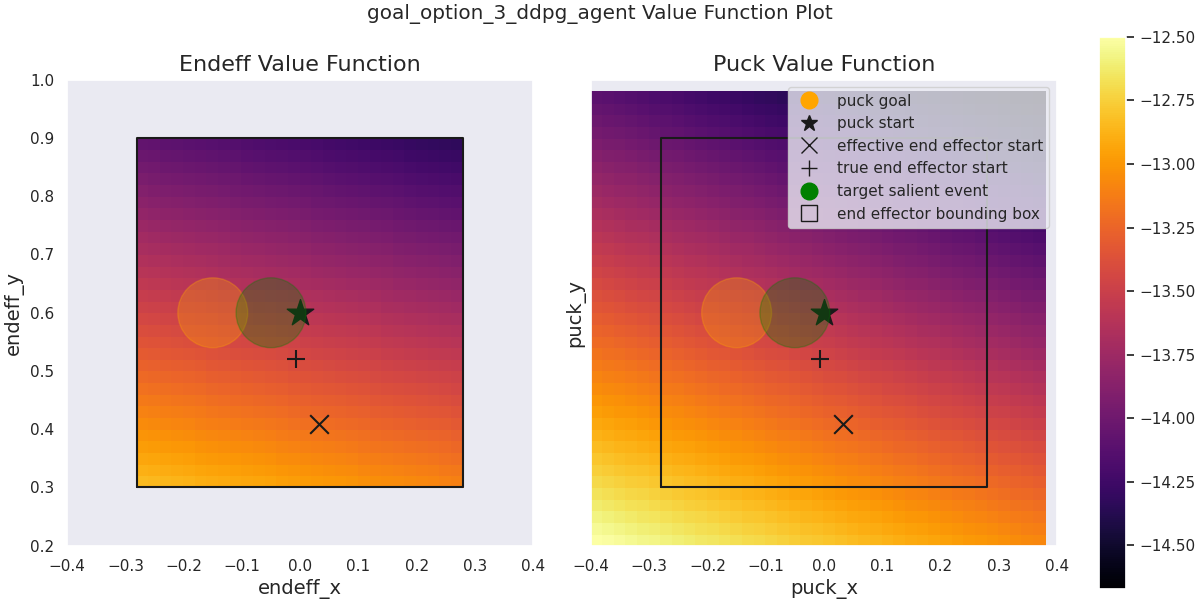 goal_option_3_ddpg_agent Value Function Plot
Endeff Value Function
1.0
0.9
0.8
0.7
0.6
0.5
0.4
0.3
0.2
endeff_y
−0.4 −0.3 −0.2 −0.1 0.0 0.1 0.2 0.3 0.4
endeff_x
Puck Value Function
puck goal
puck start
effective end effector start
true end effector start
target salient event
end effector bounding box
puck_y
−0.4 −0.3 −0.2 −0.1 0.0 0.1 0.2 0.3 0.4
puck_x
−12.50
−12.75
−13.00
−13.25
−13.50
−13.75
−14.00
−14.25
−14.50